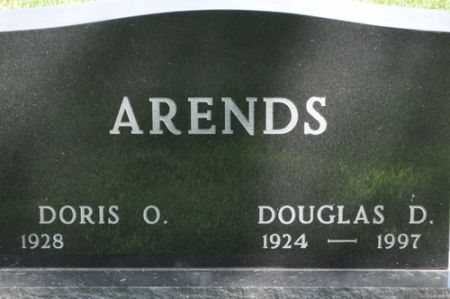 ARENDS
DORIS O. DOUGLAS D.
1928 1924 — 1997